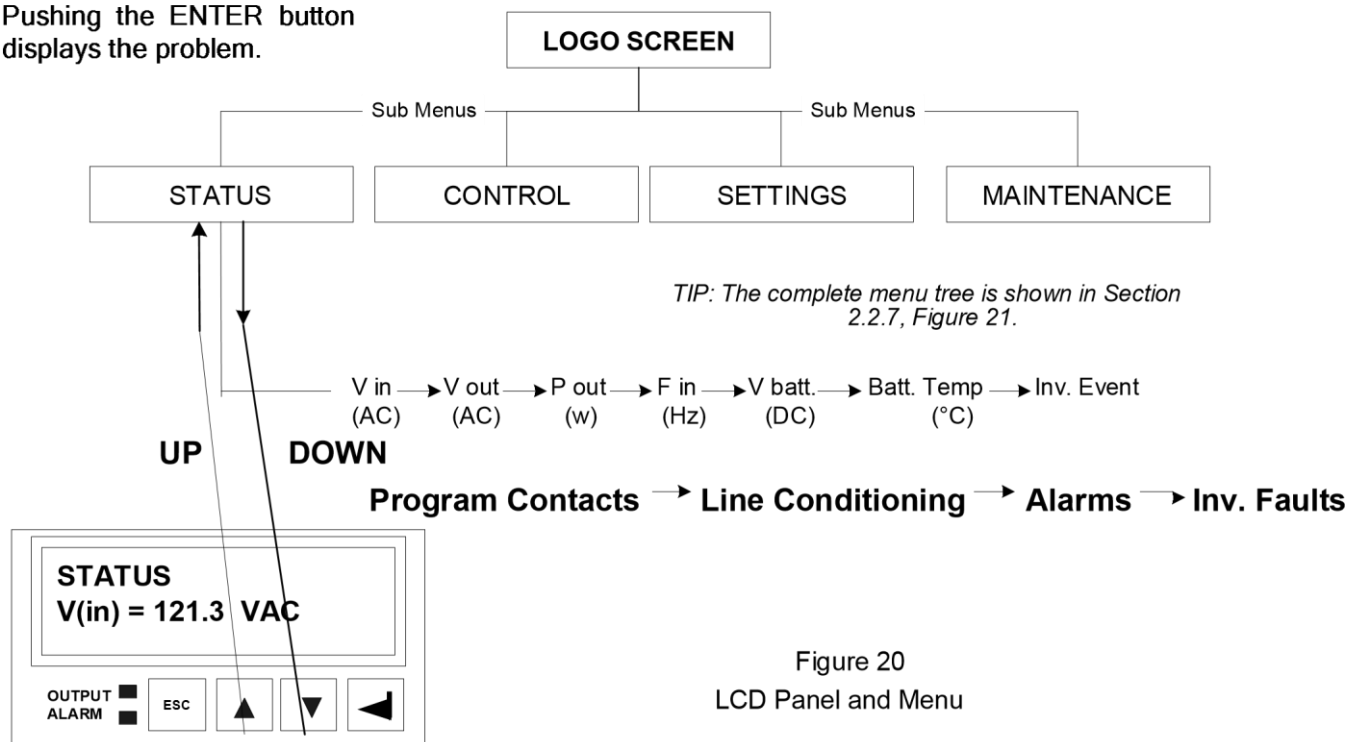 Pushing the ENTER button
displays the problem.
LOGO SCREEN
Sub Menus Sub Menus
STATUS CONTROL SETTINGS MAINTENANCE
TIP: The complete menu tree is shown in Section
2.2.7, Figure 21.
V in V out P out F in V batt. Batt. Temp Inv. Event
(AC) (AC) (w) (Hz) (DC) (°C)
UP DOWN
Program Contacts Line Conditioning Alarms Inv. Faults
STATUS
V(in) = 121.3 VAC
OUTPUT
ALARM
ESC
Figure 20
LCD Panel and Menu